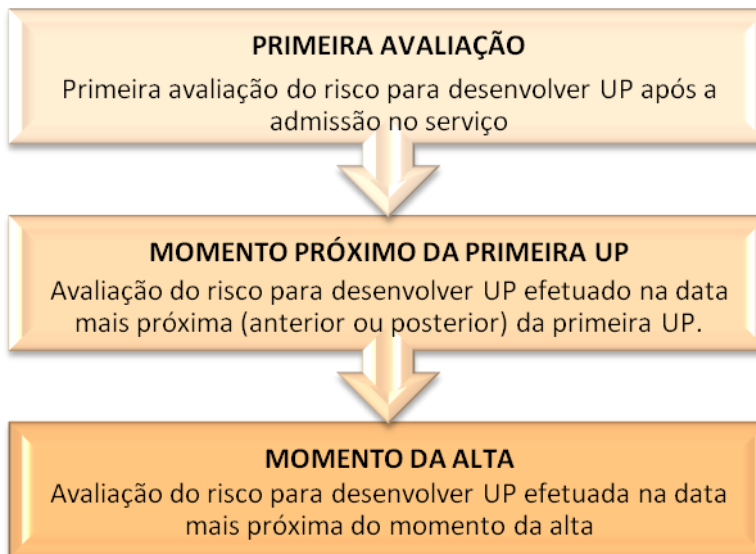 PRIMEIRA AVALIAÇÃO
Primeira avaliação do risco para desenvolver UP após a
admissão no serviço
MOMENTO PRÓXIMO DA PRIMEIRA UP
Avaliação do risco para desenvolver UP efetuado na data
mais próxima (anterior ou posterior) da primeira UP.
MOMENTO DA ALTA
Avaliação do risco para desenvolver UP efetuada na data
mais próxima do momento da alta